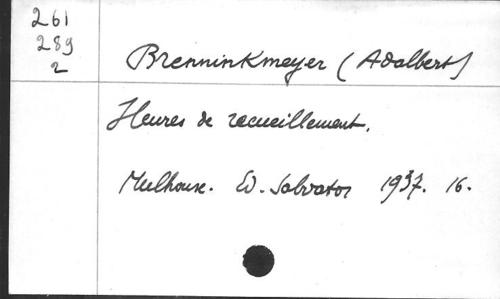 261
289
2
Brenninkmeyer (Adalbert)
Heures de recueillement.
Mulhouse. Ed. Salvator 1937. 16.